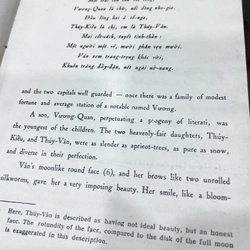 Vương-Quan là chữ, nối dòng nho-gia.
Đầu lòng hai ả tố-nga,
Thúy-Kiều là chị, em là Thúy-Vân.
Mai cốt-cách, tuyết tinh-thần:
Một người một vẻ, mười phân vẹn mười.
Vân xem trang-trọng khác vời,
Khuôn trăng đầy-đặn, nét ngài nở-nang.
and the two capitals well guarded — once there was a family of modest
fortune and average station of a notable named Vương.
A son, Vương-Quan, perpetuating a progeny of literati, was
the youngest of the children. The two heavenly-fair daughters, Thúy-
Kiều, and Thúy-Vân, were as slender as apricot-trees, as pure as snow,
and diverse in their perfection.
Vân's moonlike round face (6), and her brows like two unrolled
silkworms, gave her a very imposing beauty. Her smile, like a bloom-
Here, Thúy-Vân is described as having not ideal beauty, but an honest
face. The rotundity of the face, compared to the disk of the full moon
is exaggerated in this description.